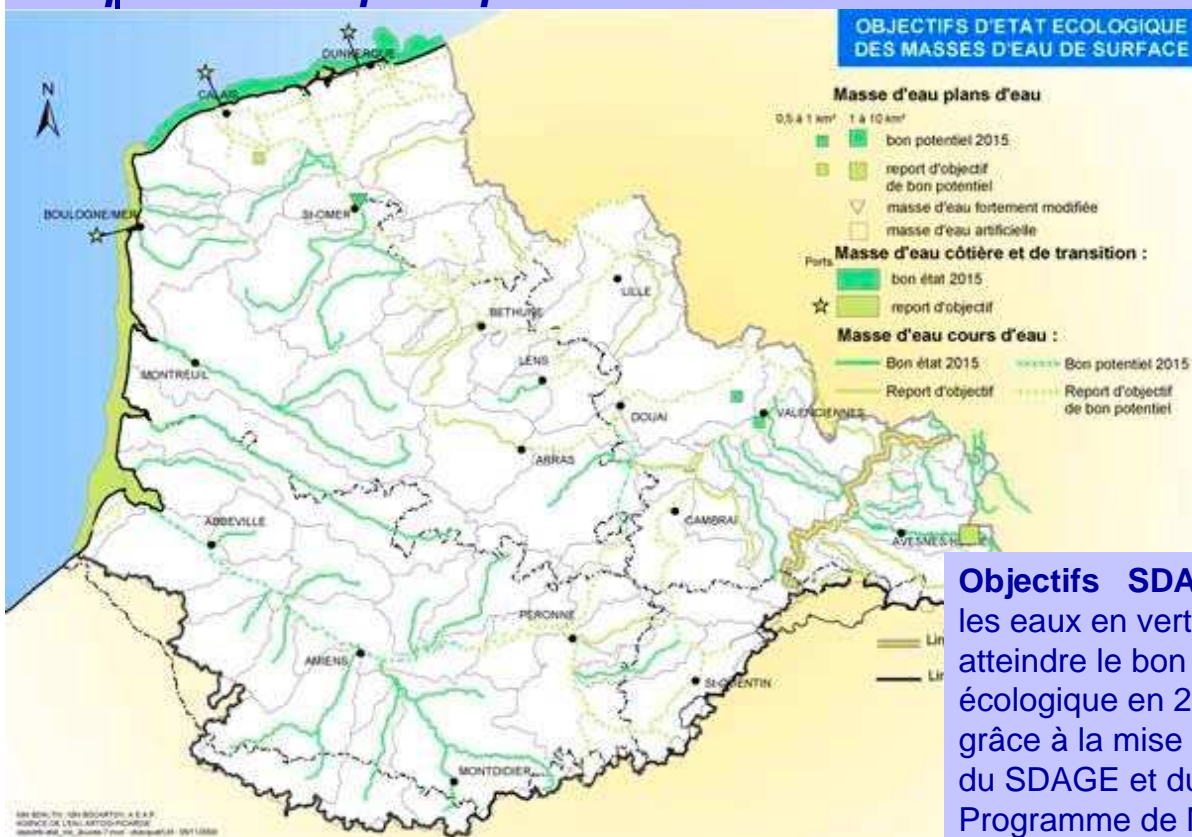 OBJECTIFS D'ETAT ECOLOGIQUE
DES MASSES D'EAU DE SURFACE
N
DUNKERQUE
CALAIS
BOULOGNE/MER
ST-OMER
LILLE
BETHUNE
LENS
MONTREUIL
DOUAI
VALENCIENNES
ARRAS
CAMBRAI
ABBEVILLE
PERONNE
AMIENS
St-QUENTIN
MONTDIDIER
Masse d'eau plans d'eau
0,5 à 1 km² 1 à 10 km²
bon potentiel 2015
report d'objectif
de bon potentiel
masse d'eau fortement modifiée
masse d'eau artificielle
Ports
Masse d'eau côtière et de transition :
bon état 2015
report d'objectif
Masse d'eau cours d'eau :
Bon état 2015 Bon potentiel 2015
Report d'objectif Report d'objectif
de bon potentiel
Objectifs SDA
les eaux en vert
atteindre le bon
écologique en 2
grâce à la mise
du SDAGE et du
Programme de